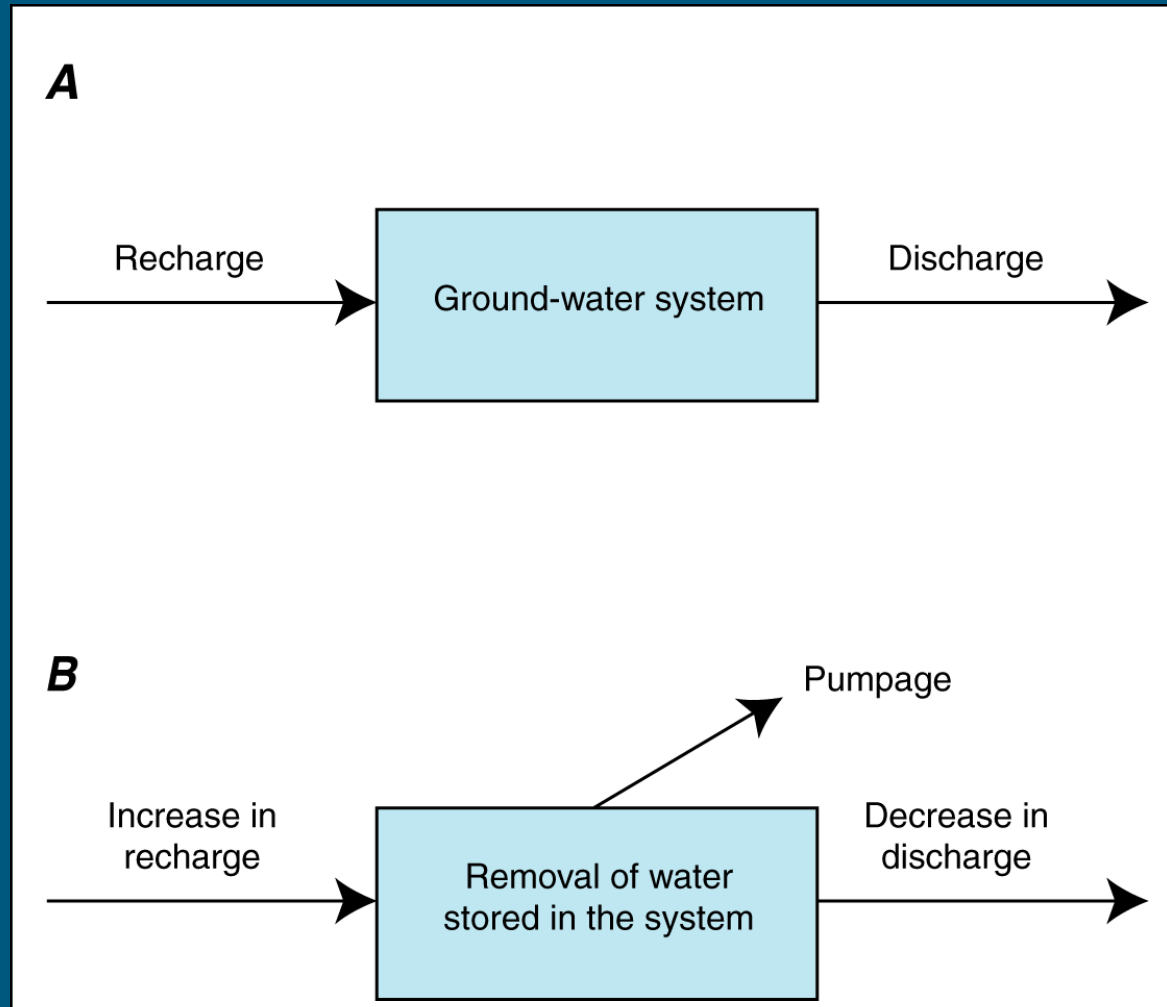 A
Recharge
Ground-water system
Discharge
B
Pumpage
Increase in
recharge
Removal of water
stored in the system
Decrease in
discharge